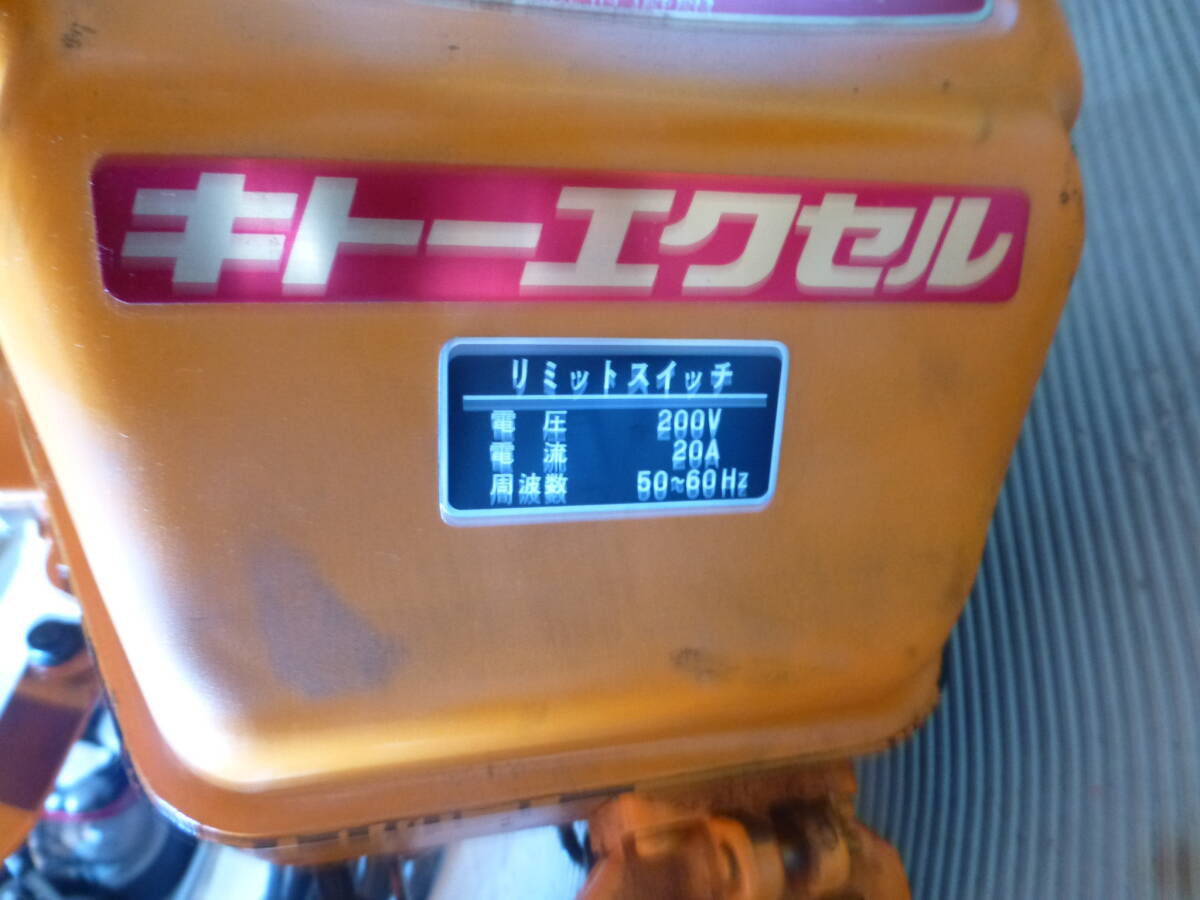 キトーエクセル
リミットスイッチ
電圧 200V
電流 20A
周波数 50~60Hz